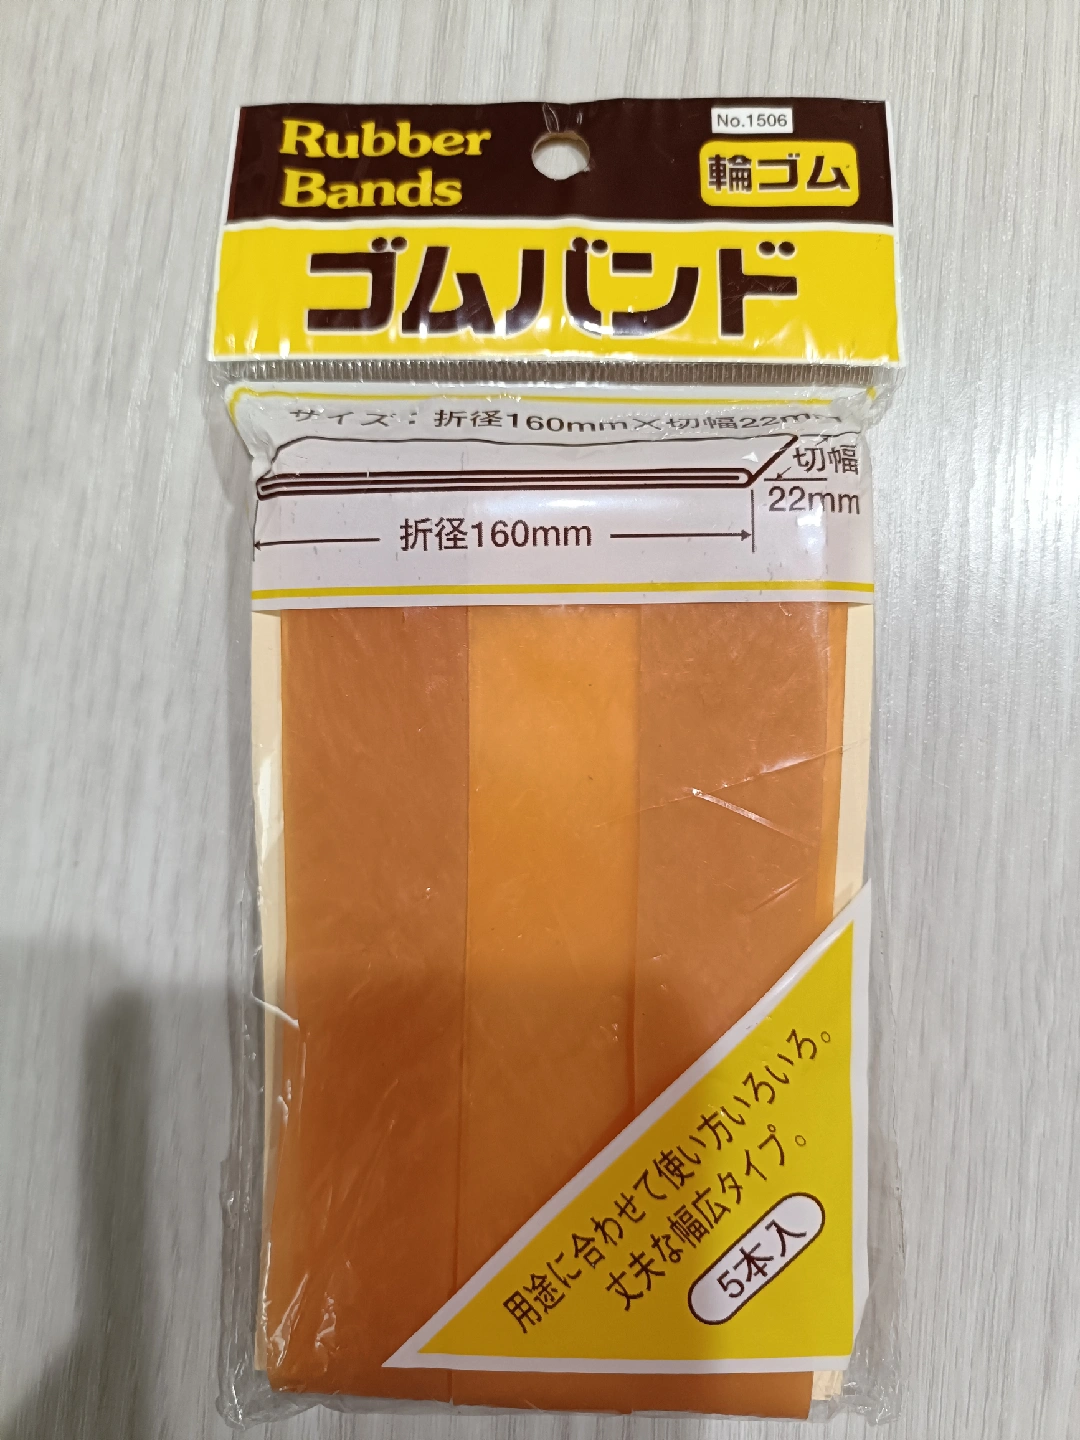 No.1506
Rubber
Bands
輪ゴム
ゴムバンド
サイズ：折径160mm×切幅22mm
切幅
22mm
折径160mm
用途に合わせて使い方いろいろ。
丈夫な幅広タイプ。
5本入